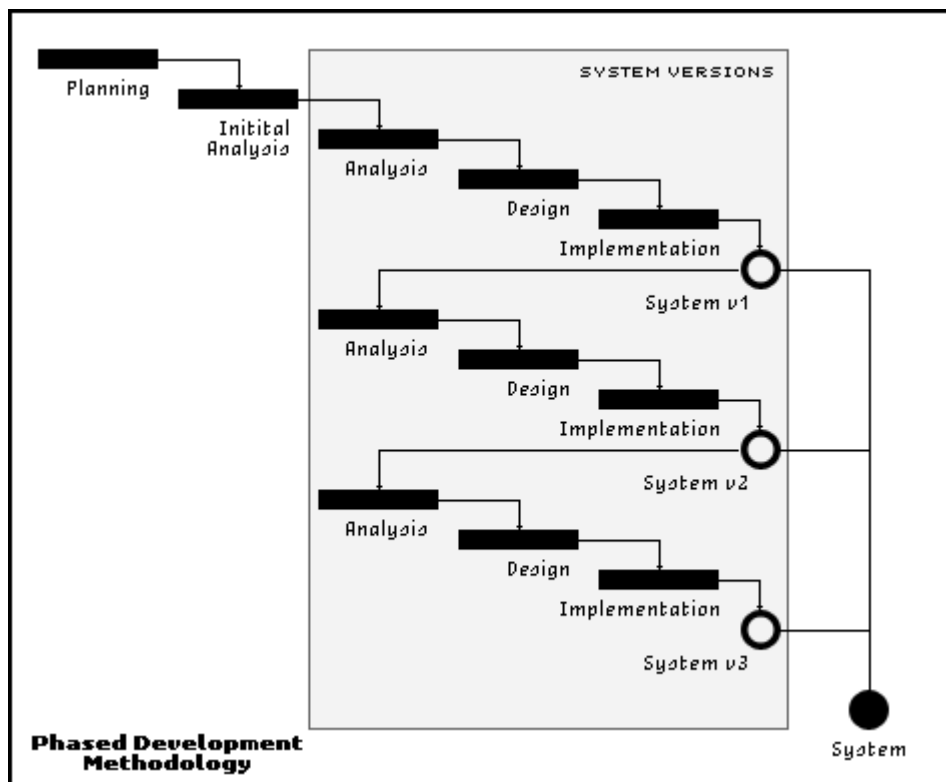 SYSTEM VERSIONS
Planning
Initital
Analysis
Analysis
Design
Implementation
System v1
Analysis
Design
Implementation
System v2
Analysis
Design
Implementation
System v3
Phased Development
Methodology
System